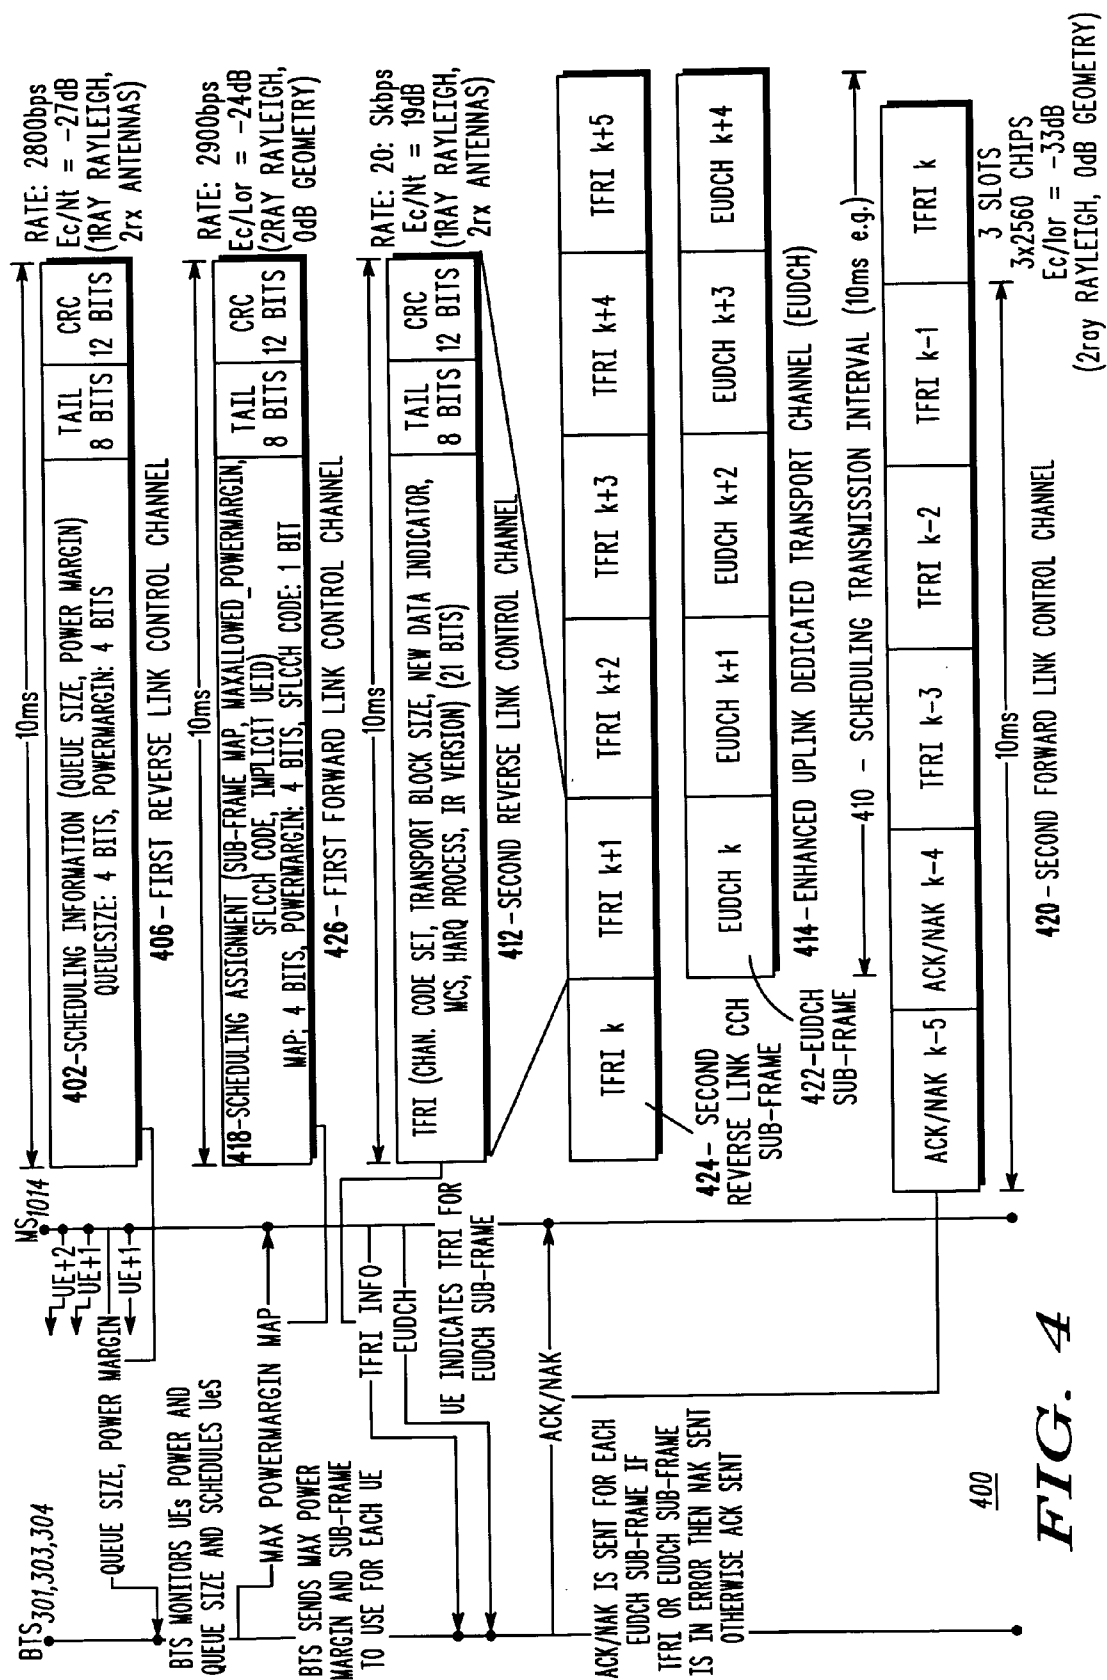 BTS 301,303,304
MS 1014
UE+2
UE+1
UE+1
QUEUE SIZE, POWER MARGIN
BTS MONITORS UEs POWER AND
QUEUE SIZE AND SCHEDULES UeS
MAX POWERMARGIN MAP
BTS SENDS MAX POWER
MARGIN AND SUB-FRAME
TO USE FOR EACH UE
TFRI INFO
EUDCH
UE INDICATES TFRI FOR
EUDCH SUB-FRAME
ACK/NAK
ACK/NAK IS SENT FOR EACH
EUDCH SUB-FRAME IF
TFRI OR EUDCH SUB-FRAME
IS IN ERROR THEN NAK SENT
OTHERWISE ACK SENT
10ms
402-SCHEDULING INFORMATION (QUEUE SIZE, POWER MARGIN)
QUEUESIZE: 4 BITS, POWERMARGIN: 4 BITS
TAIL
8 BITS
CRC
12 BITS
RATE: 2800bps
Ec/Nt = -27dB
(1RAY RAYLEIGH,
2rx ANTENNAS)
406-FIRST REVERSE LINK CONTROL CHANNEL
10ms
418-SCHEDULING ASSIGNMENT (SUB-FRAME MAP, MAXALLOWED_POWERMARGIN,
SFLCCH CODE, IMPLICIT UEID)
MAP: 4 BITS, POWERMARGIN: 4 BITS, SFLCCH CODE: 1 BIT
TAIL
8 BITS
CRC
12 BITS
RATE: 2900bps
Ec/Lor = -24dB
(2RAY RAYLEIGH,
0dB GEOMETRY)
426-FIRST FORWARD LINK CONTROL CHANNEL
10ms
TFRI (CHAN. CODE SET, TRANSPORT BLOCK SIZE, NEW DATA INDICATOR,
MCS, HARQ PROCESS, IR VERSION) (21 BITS)
TAIL
8 BITS
CRC
12 BITS
RATE: 20: 5kbps
Ec/Nt = 19dB
(1RAY RAYLEIGH,
2rx ANTENNAS)
412-SECOND REVERSE LINK CONTROL CHANNEL
TFRI k
TFRI k+1
TFRI k+2
TFRI k+3
TFRI k+4
TFRI k+5
424- SECOND
REVERSE LINK CCH
SUB-FRAME
EUDCH k
EUDCH k+1
EUDCH k+2
EUDCH k+3
EUDCH k+4
422-EUDCH
SUB-FRAME
414-ENHANCED UPLINK DEDICATED TRANSPORT CHANNEL (EUDCH)
410 - SCHEDULING TRANSMISSION INTERVAL (10ms e.g.)
ACK/NAK k-5
ACK/NAK k-4
TFRI k-3
TFRI k-2
TFRI k-1
TFRI k
10ms
3 SLOTS
3x2560 CHIPS
Ec/Ior = -33dB
(2ray RAYLEIGH, 0dB GEOMETRY)
420-SECOND FORWARD LINK CONTROL CHANNEL
400
FIG. 4